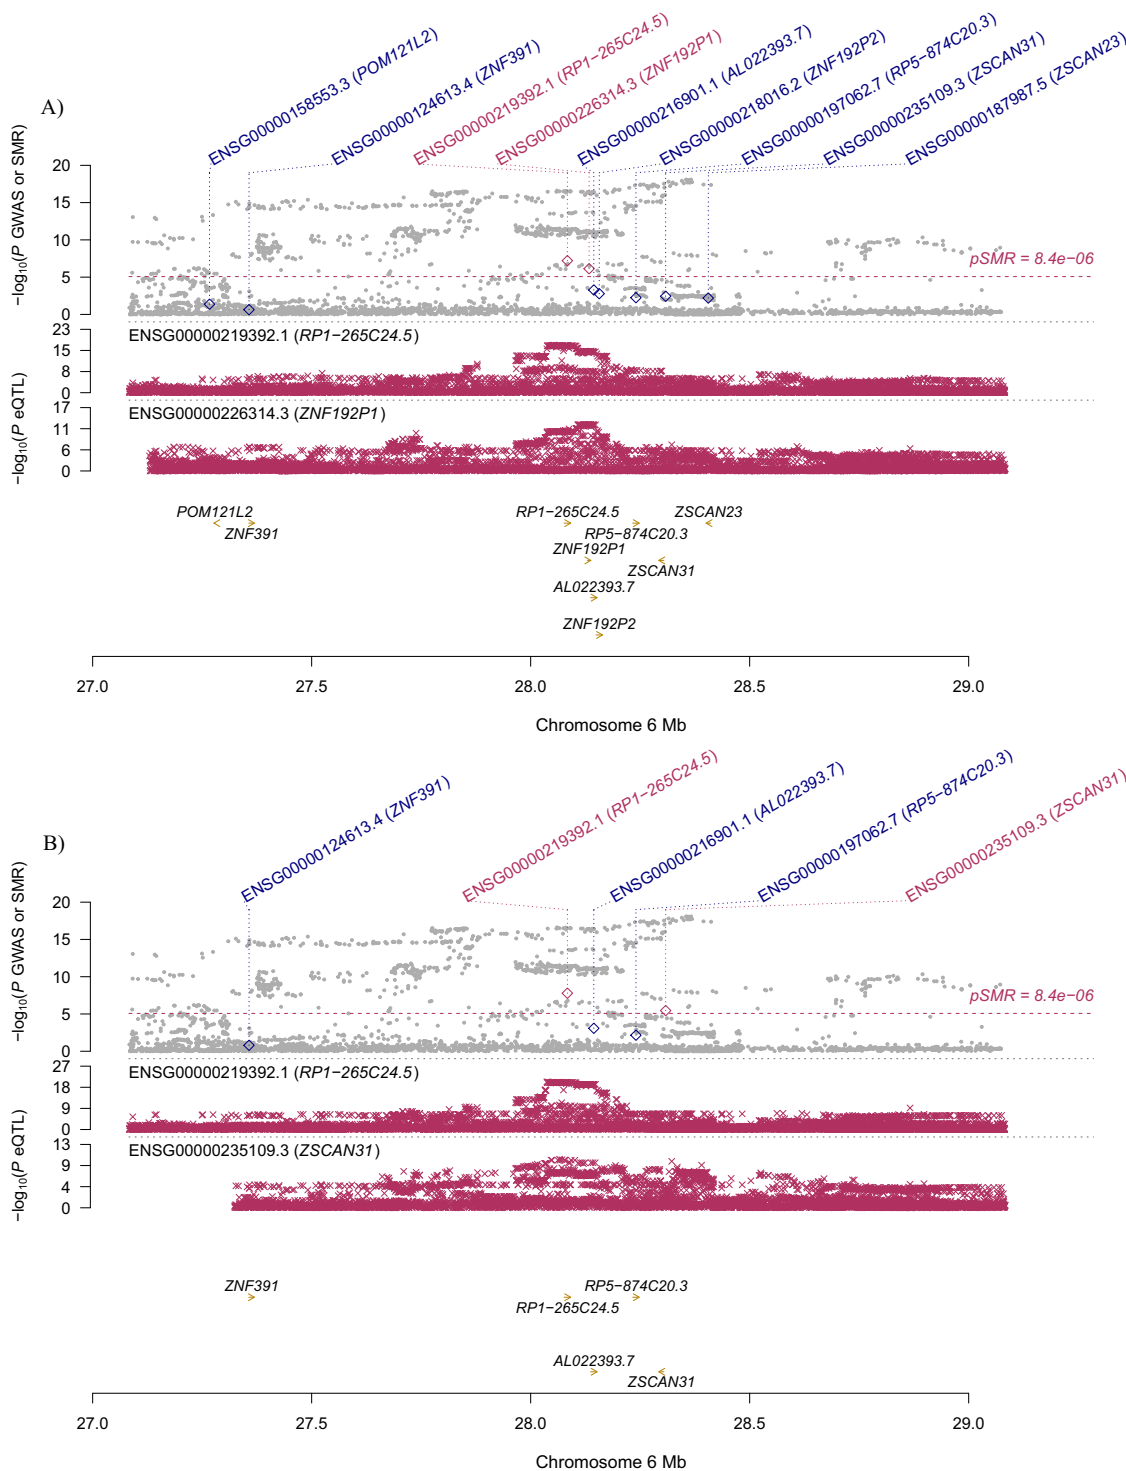 A)
ENSG00000158553.3 (POM121L2)
ENSG00000124613.4 (ZNF391)
ENSG00000219392.1 (RP1−265C24.5)
ENSG00000226314.3 (ZNF192P1)
ENSG00000216901.1 (AL022393.7)
ENSG00000218016.2 (ZNF192P2)
ENSG00000197062.7 (RP5−874C20.3)
ENSG00000235109.3 (ZSCAN31)
ENSG00000187987.5 (ZSCAN23)
−log10(P GWAS or SMR)
20
15
10
5
0
pSMR = 8.4e−06
ENSG00000219392.1 (RP1−265C24.5)
23
15
8
0
ENSG00000226314.3 (ZNF192P1)
17
11
6
0
−log10(P eQTL)
POM121L2
ZNF391
RP1−265C24.5
RP5−874C20.3
ZSCAN23
ZNF192P1
ZSCAN31
AL022393.7
ZNF192P2
27.0 27.5 28.0 28.5 29.0
Chromosome 6 Mb
B)
ENSG00000124613.4 (ZNF391)
ENSG00000219392.1 (RP1−265C24.5)
ENSG00000216901.1 (AL022393.7)
ENSG00000197062.7 (RP5−874C20.3)
ENSG00000235109.3 (ZSCAN31)
−log10(P GWAS or SMR)
20
15
10
5
0
pSMR = 8.4e−06
ENSG00000219392.1 (RP1−265C24.5)
27
18
9
0
ENSG00000235109.3 (ZSCAN31)
13
9
4
0
−log10(P eQTL)
ZNF391
RP5−874C20.3
RP1−265C24.5
AL022393.7
ZSCAN31
27.0 27.5 28.0 28.5 29.0
Chromosome 6 Mb